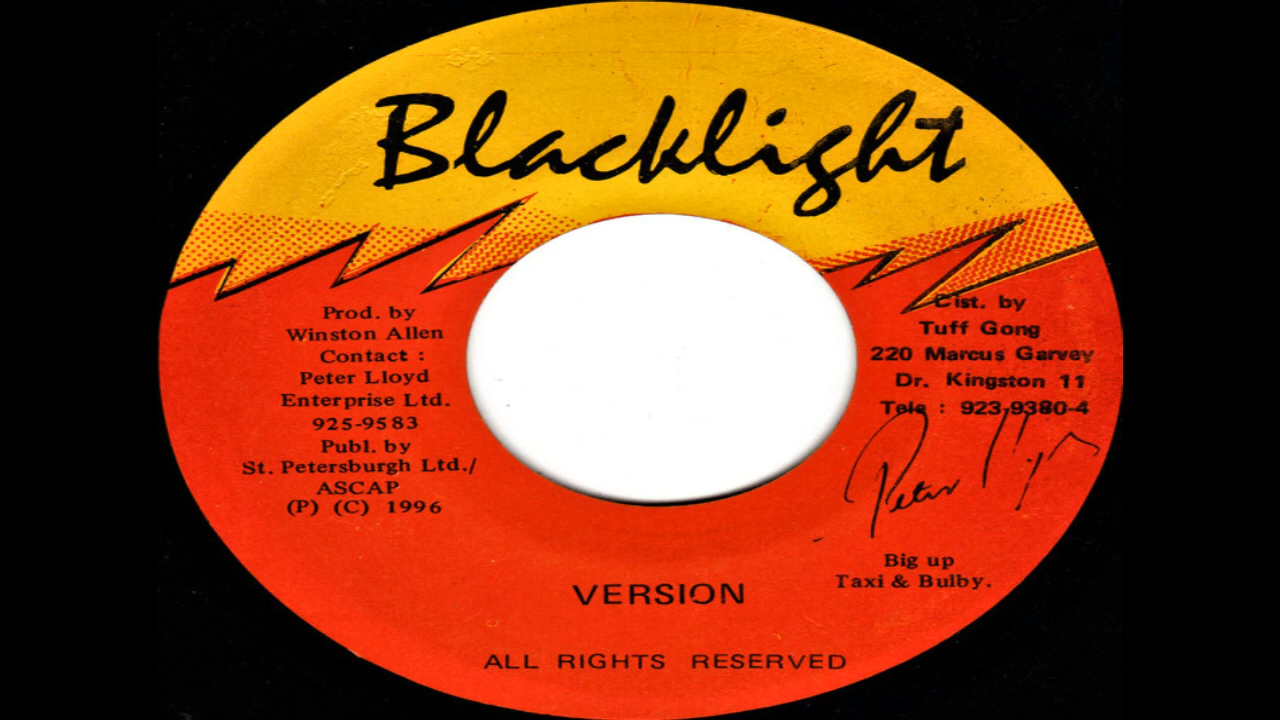 Blacklight
Prod. by
Winston Allen
Contact :
Peter Lloyd
Enterprise Ltd.
925-9583
Publ. by
St. Petersburgh Ltd./
ASCAP
(P) (C) 1996
Dist. by
Tuff Gong
220 Marcus Garvey
Dr. Kingston 11
Tele : 923-9380-4
Peter
Big up
Taxi & Bulby.
VERSION
ALL RIGHTS RESERVED